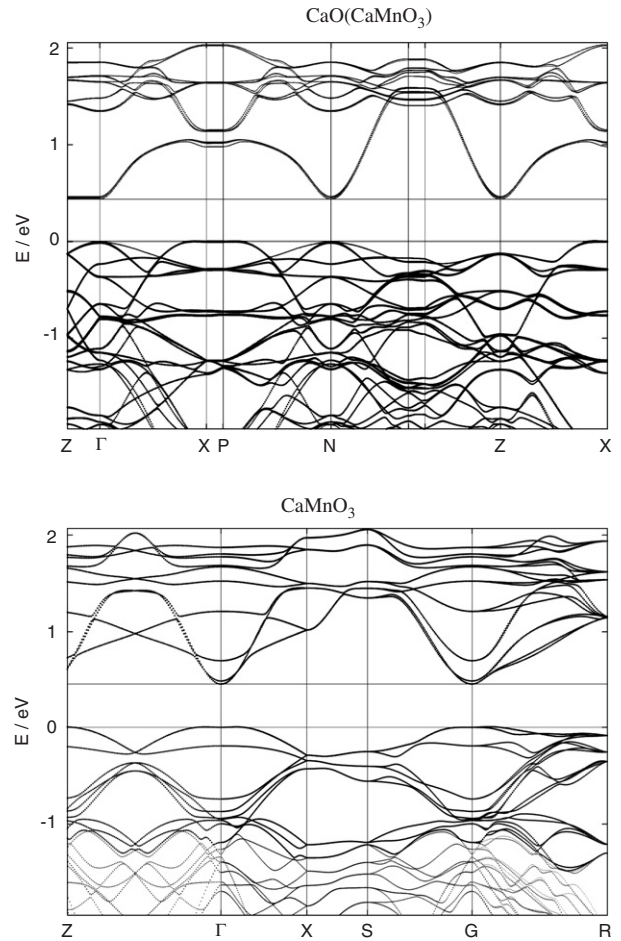 CaO(CaMnO₃)
2
1
0
-1
E / eV
Z Γ X P N Z X
CaMnO₃
2
1
0
-1
E / eV
Z Γ X S G R